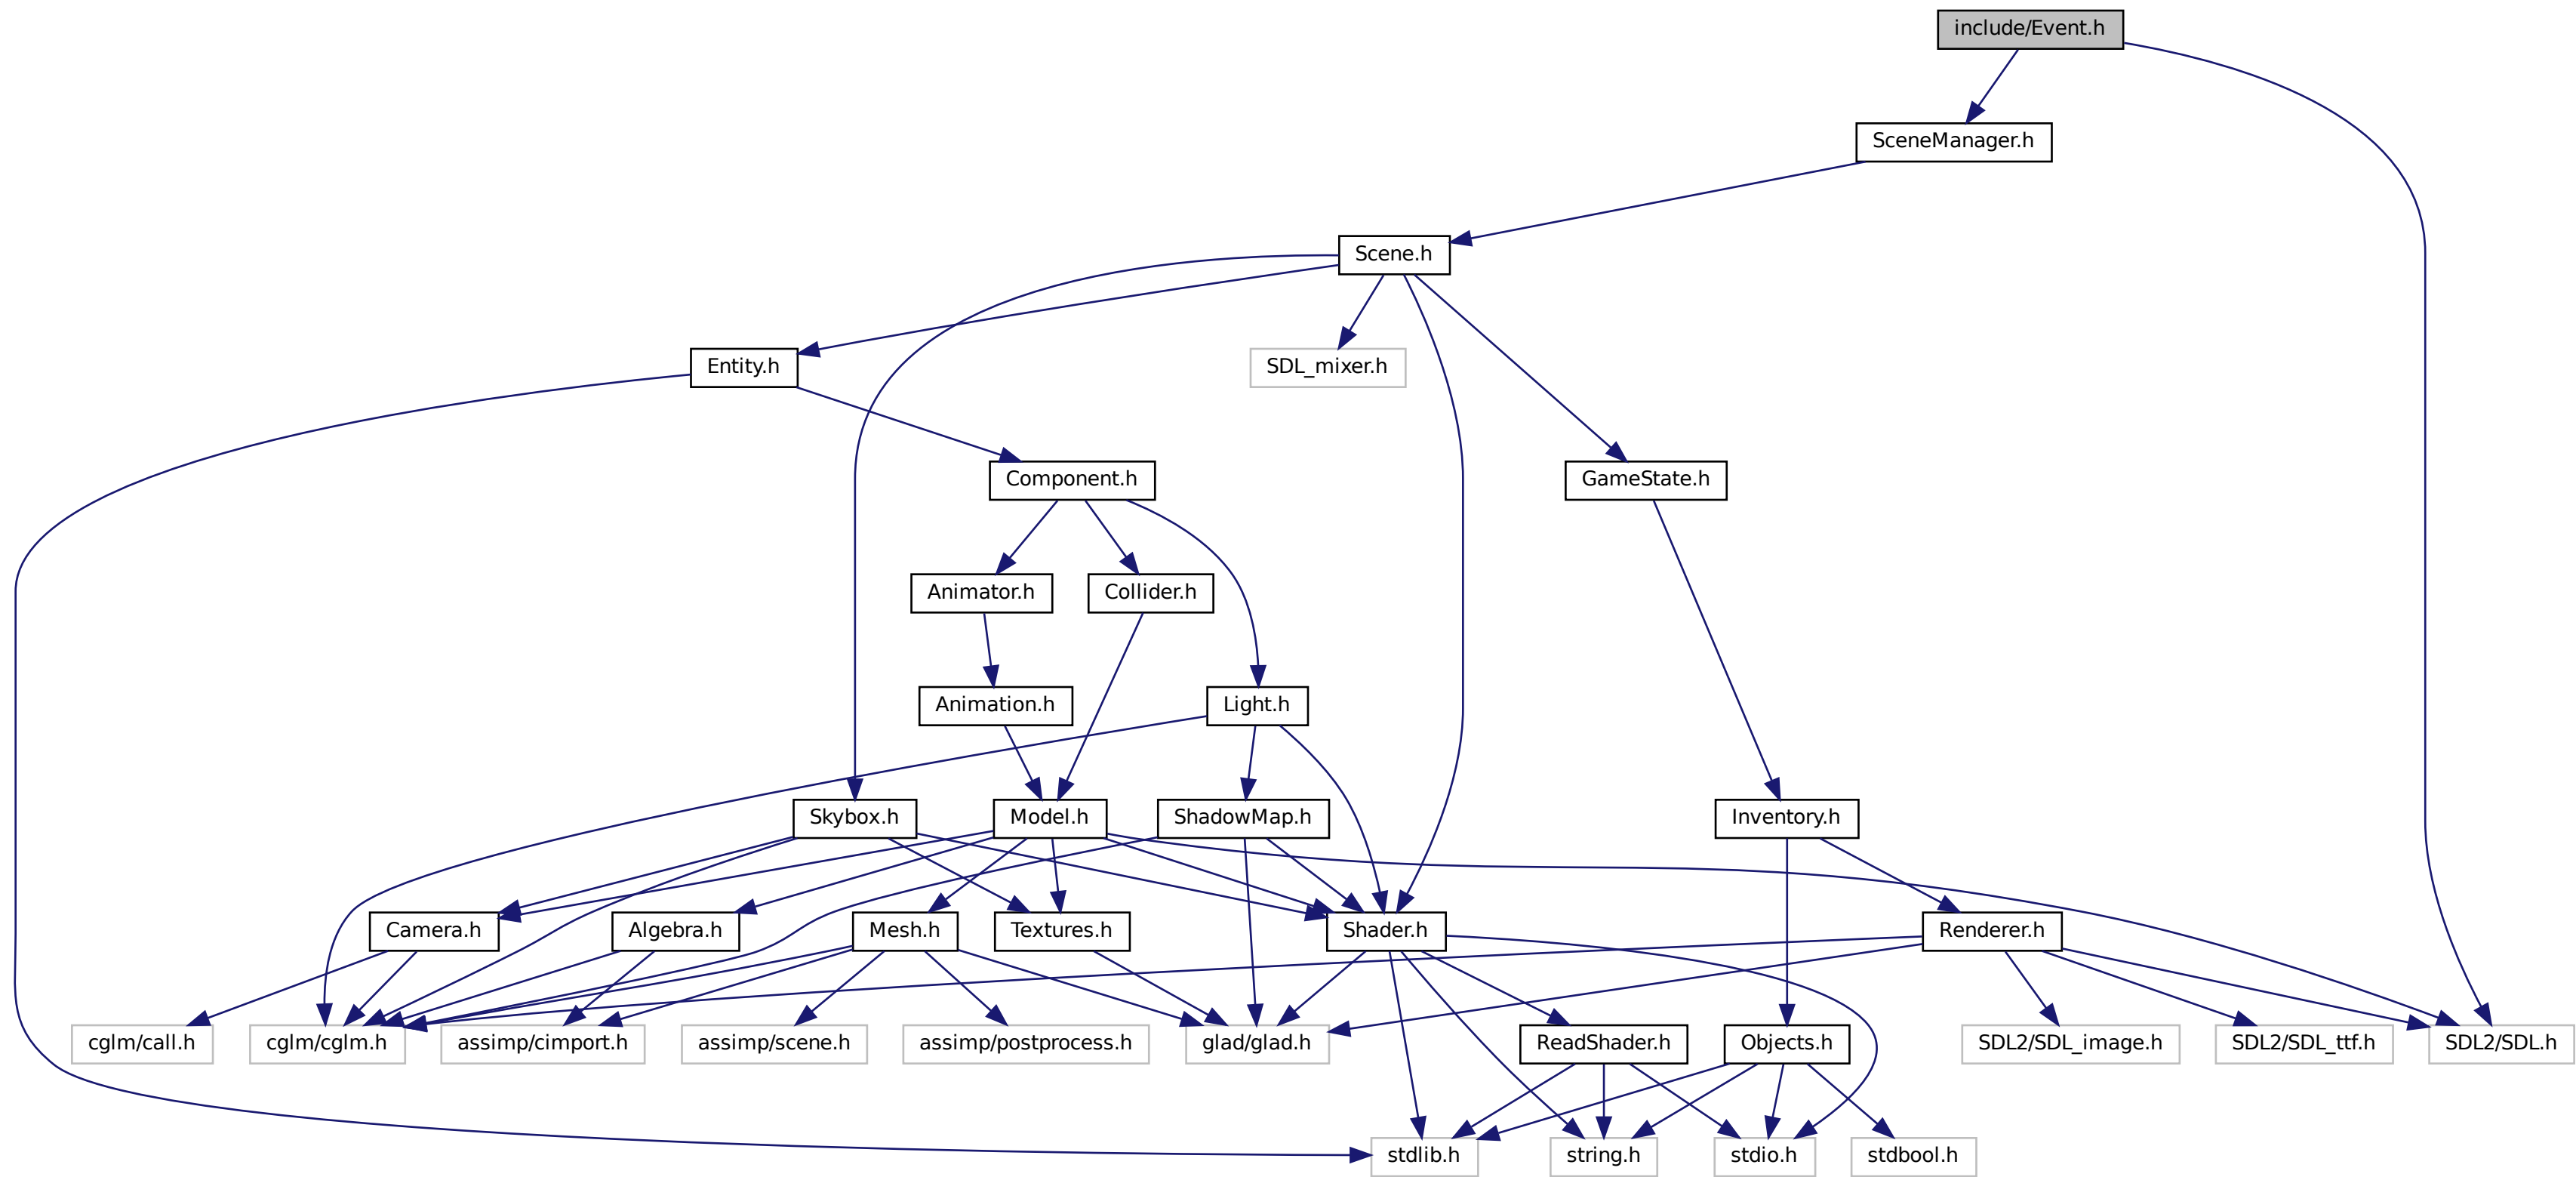 include/Event.h
SceneManager.h
Scene.h
Entity.h
SDL_mixer.h
Component.h
GameState.h
Animator.h
Collider.h
Animation.h
Light.h
Skybox.h
Model.h
ShadowMap.h
Inventory.h
Camera.h
Algebra.h
Mesh.h
Textures.h
Shader.h
Renderer.h
cglm/call.h
cglm/cglm.h
assimp/cimport.h
assimp/scene.h
assimp/postprocess.h
glad/glad.h
ReadShader.h
Objects.h
SDL2/SDL_image.h
SDL2/SDL_ttf.h
SDL2/SDL.h
stdlib.h
string.h
stdio.h
stdbool.h